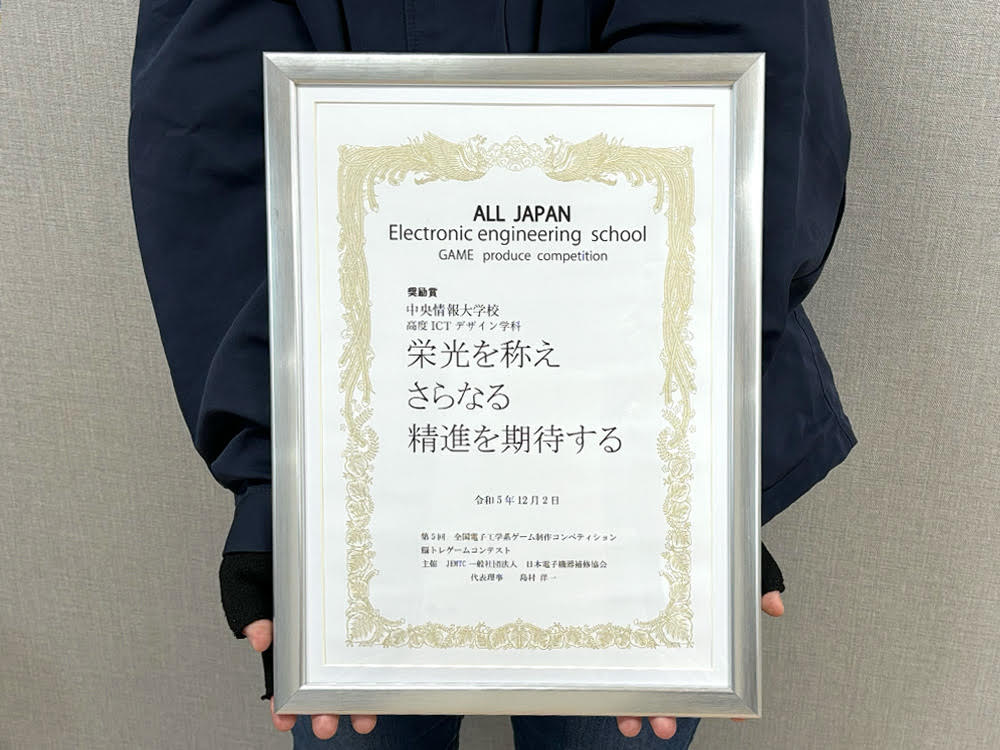 ALL JAPAN
Electronic engineering school
GAME produce competition
奨励賞
中央情報大学校
高度 ICT デザイン学科
栄光を称え
さらなる
精進を期待する
令和 5 年 12 月 2 日
第 5 回 全国電子工学系ゲーム制作コンペティション
脳トレゲームコンテスト
主催 JEMTC 一般社団法人 日本電子機器補修協会
代表理事 島村 洋一